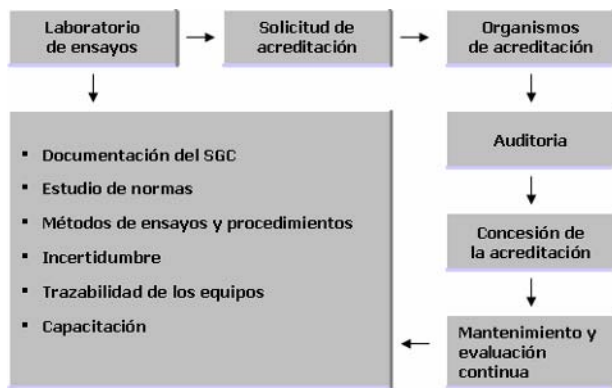 Laboratorio
de ensayos
Solicitud de
acreditación
Organismos
de acreditación
▪ Documentación del SGC
▪ Estudio de normas
▪ Métodos de ensayos y procedimientos
▪ Incertidumbre
▪ Trazabilidad de los equipos
▪ Capacitación
Auditoria
Concesión de
la acreditación
Mantenimiento y
evaluación
continua